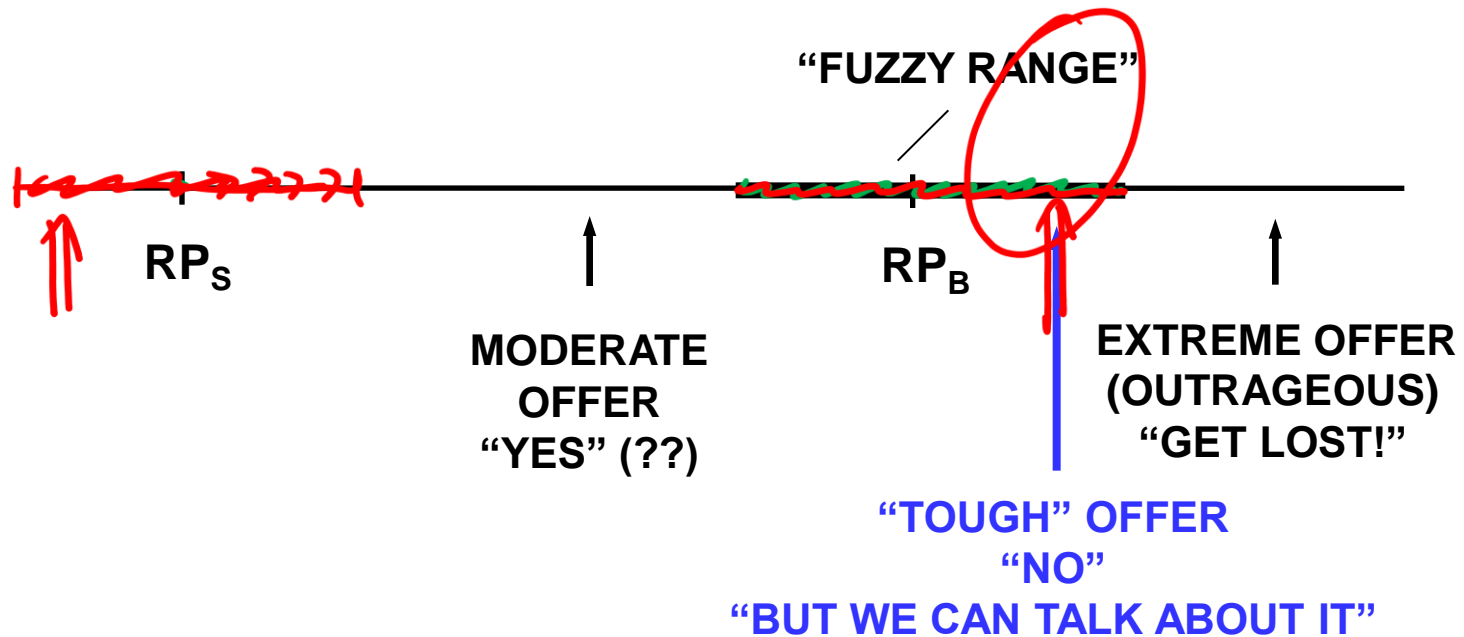 “FUZZY RANGE”
RPS
RPB
MODERATE
OFFER
“YES” (??)
EXTREME OFFER
(OUTRAGEOUS)
“GET LOST!”
“TOUGH” OFFER
“NO”
“BUT WE CAN TALK ABOUT IT”